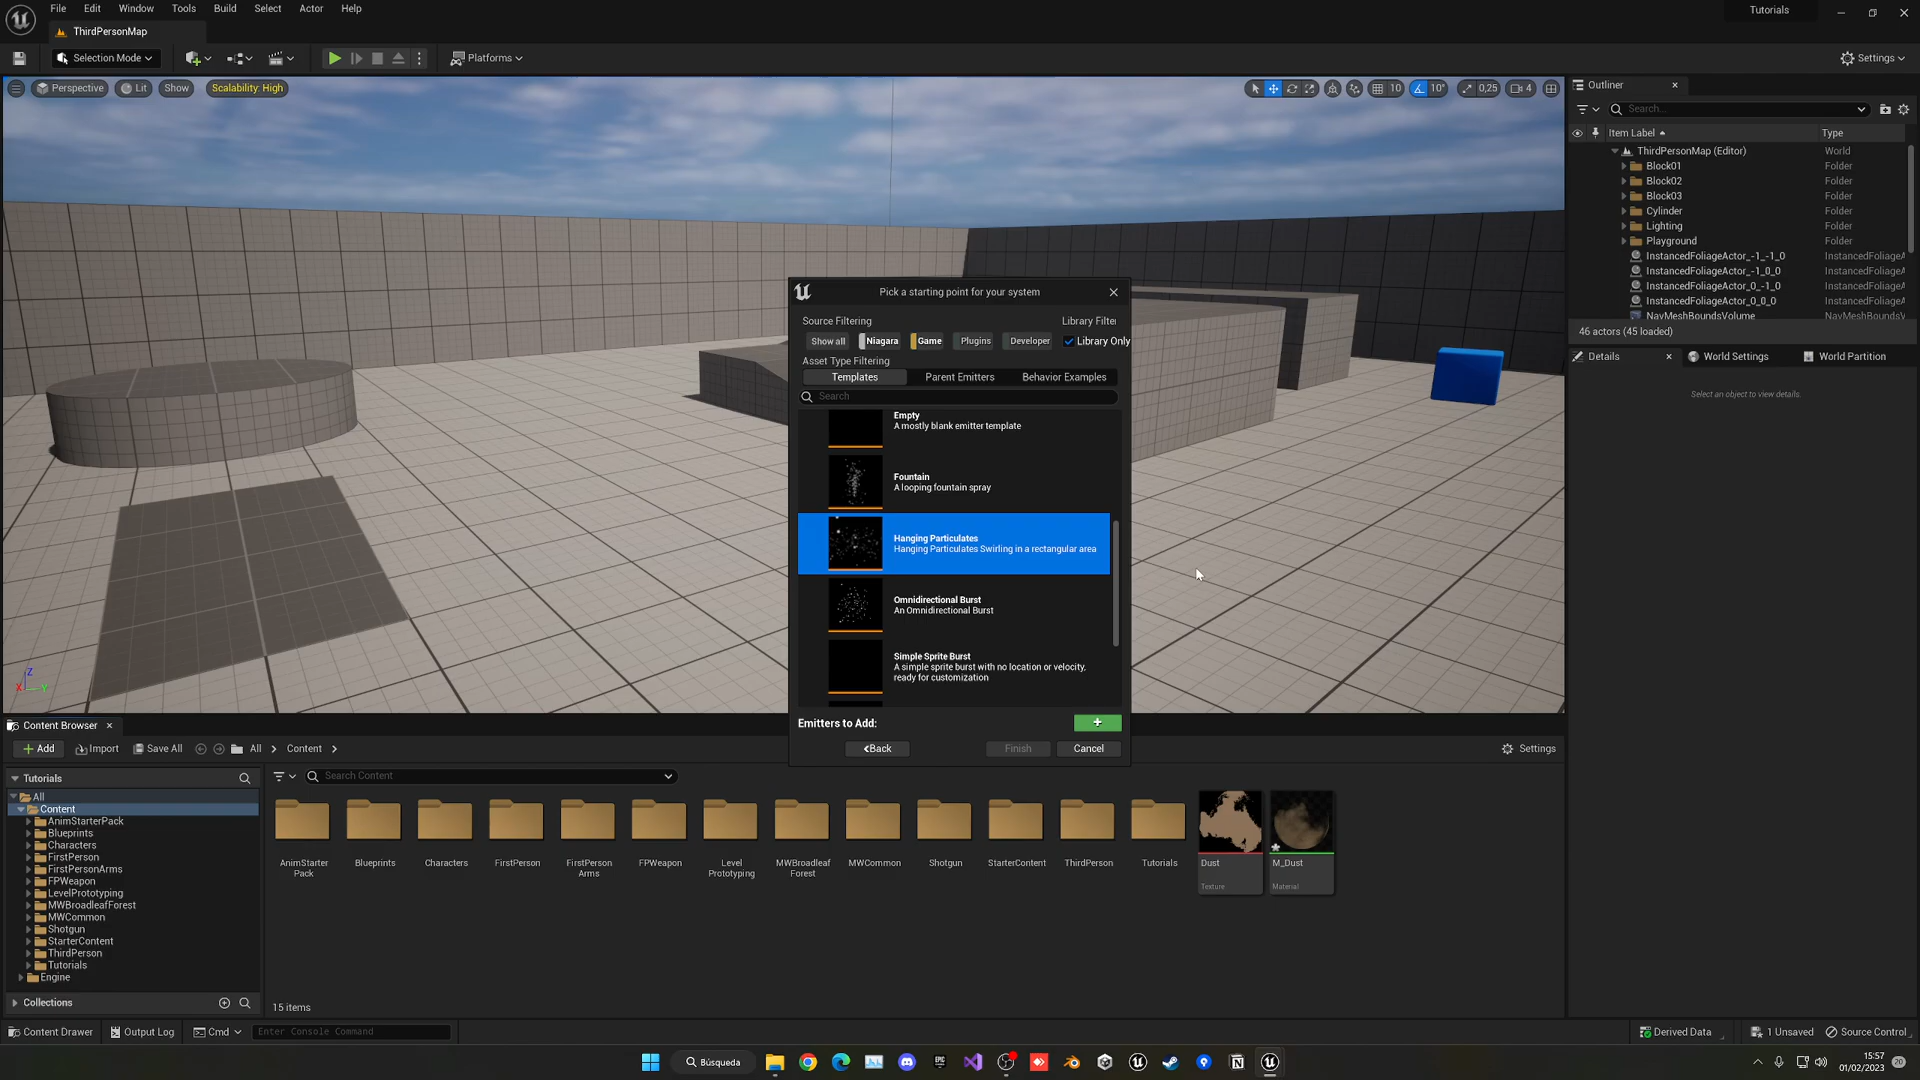 File Edit Window Tools Build Select Actor Help
Tutorials
ThirdPersonMap
Selection Mode
Platforms
Settings
Perspective Lit Show Scalability: High
10 10° 0,25 4
Outliner
Search...
Item Label Type
ThirdPersonMap (Editor) World
Block01 Folder
Block02 Folder
Block03 Folder
Cylinder Folder
Lighting Folder
Playground Folder
InstancedFoliageActor_-1_-1_0 InstancedFoliageA
InstancedFoliageActor_-1_0_0 InstancedFoliageA
InstancedFoliageActor_0_-1_0 InstancedFoliageA
InstancedFoliageActor_0_0_0 InstancedFoliageA
NavMeshBoundsVolume NavMeshBoundsV
46 actors (45 loaded)
Details World Settings World Partition
Select an object to view details.
Pick a starting point for your system
Source Filtering Library Filte
Show all Niagara Game Plugins Developer Library Only
Asset Type Filtering
Templates Parent Emitters Behavior Examples
Search
Empty
A mostly blank emitter template
Fountain
A looping fountain spray
Hanging Particulates
Hanging Particulates Swirling in a rectangular area
Omnidirectional Burst
An Omnidirectional Burst
Simple Sprite Burst
A simple sprite burst with no location or velocity,
ready for customization
Emitters to Add: +
<Back Finish Cancel
Z
X Y
Content Browser
+ Add Import Save All All > Content > Settings
Tutorials
Search Content
All
Content
AnimStarterPack
Blueprints
Characters
FirstPerson
FirstPersonArms
FPWeapon
LevelPrototyping
MWBroadleafForest
MWCommon
Shotgun
StarterContent
ThirdPerson
Tutorials
Engine
Collections
AnimStarter
Pack
Blueprints
Characters
FirstPerson
FirstPerson
Arms
FPWeapon
Level
Prototyping
MWBroadleaf
Forest
MWCommon
Shotgun
StarterContent
ThirdPerson
Tutorials
Dust
Texture
M_Dust
Material
15 items
Content Drawer Output Log Cmd Enter Console Command
Derived Data 1 Unsaved Source Control
Búsqueda
15:57
01/02/2023
20